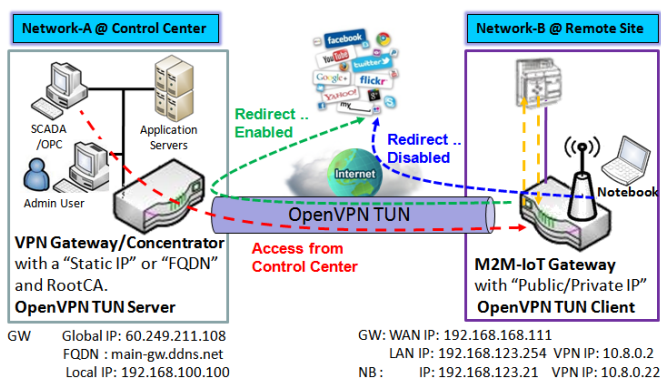 Network-A @ Control Center
Network-B @ Remote Site
SCADA
/OPC
Application
Servers
Admin User
facebook
YouTube
twitter
Google+
flickr
YAHOO!
my
Redirect ..
Enabled
Redirect ..
Disabled
Internet
Notebook
OpenVPN TUN
Access from
Control Center
VPN Gateway/Concentrator
with a “Static IP” or “FQDN”
and RootCA.
OpenVPN TUN Server
M2M-IoT Gateway
with “Public/Private IP”
OpenVPN TUN Client
GW Global IP: 60.249.211.108
FQDN : main-gw.ddns.net
Local IP: 192.168.100.100
GW: WAN IP: 192.168.168.111
LAN IP: 192.168.123.254 VPN IP: 10.8.0.2
NB : IP: 192.168.123.21 VPN IP: 10.8.0.22